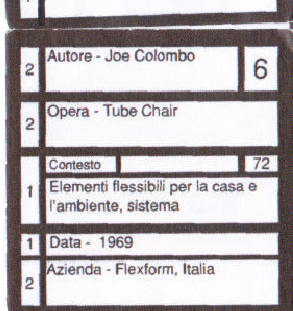 1
2 Autore - Joe Colombo 6
2 Opera - Tube Chair
Contesto 72
1 Elementi flessibili per la casa e
l'ambiente, sistema
1 Data - 1969
2 Azienda - Flexform, Italia